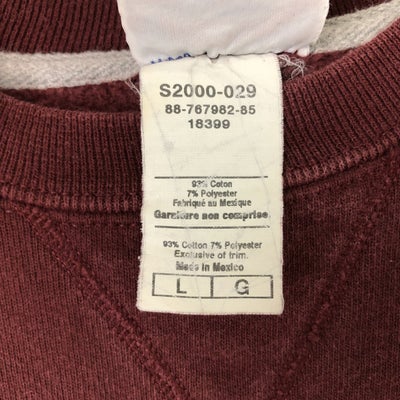 S2000-029
88-767982-85
18399
93% Coton
7% Polyester
Fabriqué au Mexique
Garniture non comprise
93% Cotton 7% Polyester
Exclusive of trim.
Made in Mexico
L G